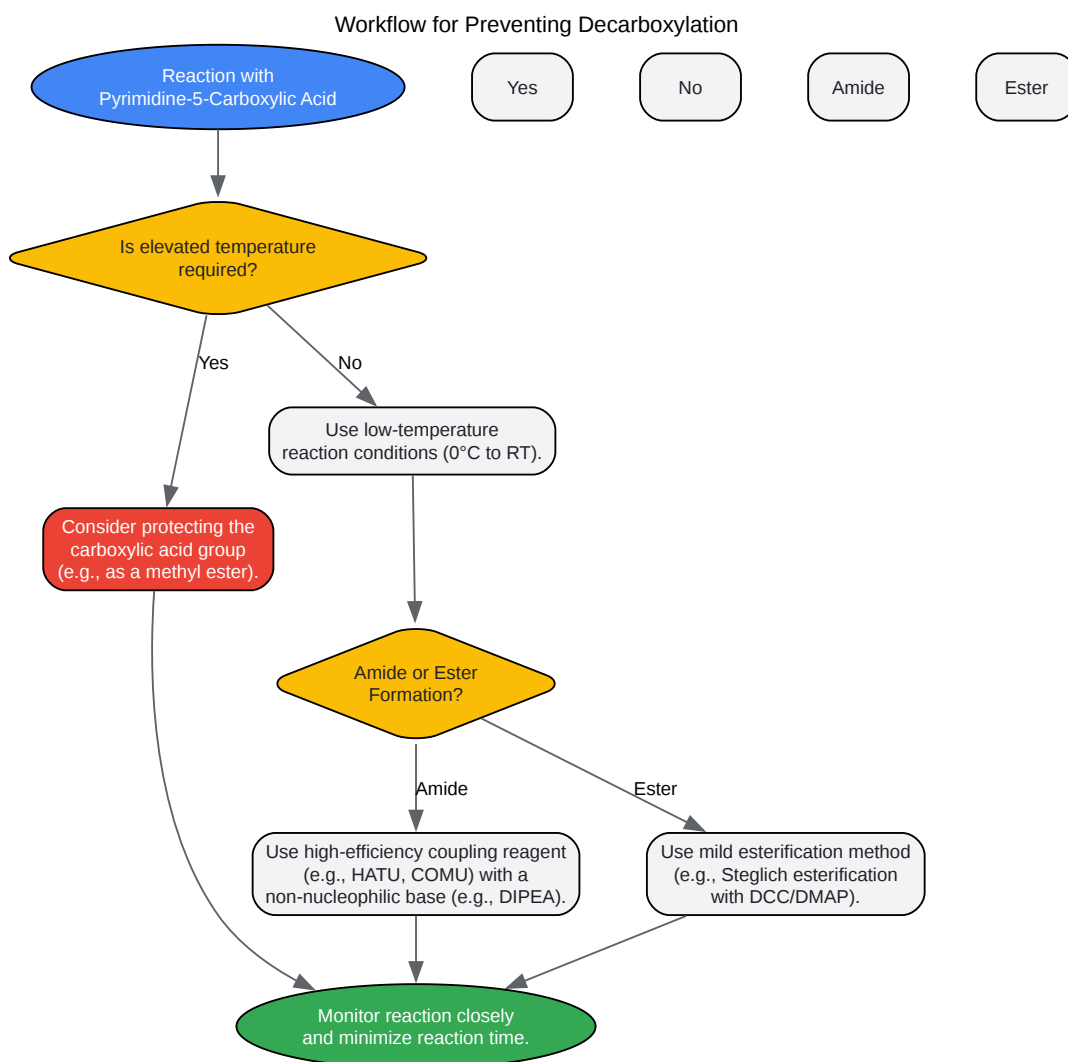 Workflow for Preventing Decarboxylation
Reaction with
Pyrimidine-5-Carboxylic Acid
Yes
No
Amide
Ester
Is elevated temperature
required?
Yes
No
Use low-temperature
reaction conditions (0°C to RT).
Consider protecting the
carboxylic acid group
(e.g., as a methyl ester).
Amide or Ester
Formation?
Amide
Ester
Use high-efficiency coupling reagent
(e.g., HATU, COMU) with a
non-nucleophilic base (e.g., DIPEA).
Use mild esterification method
(e.g., Steglich esterification
with DCC/DMAP).
Monitor reaction closely
and minimize reaction time.